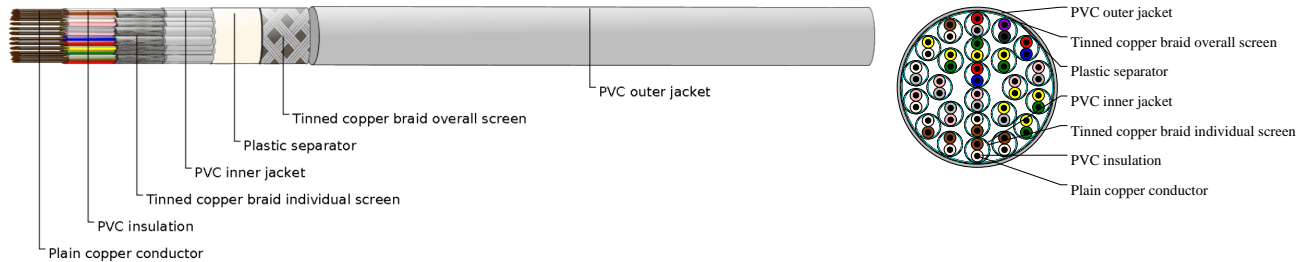 PVC outer jacket
Tinned copper braid overall screen
Plastic separator
PVC inner jacket
Tinned copper braid individual screen
PVC insulation
Plain copper conductor
PVC outer jacket
Tinned copper braid overall screen
Plastic separator
PVC inner jacket
Tinned copper braid individual screen
PVC insulation
Plain copper conductor